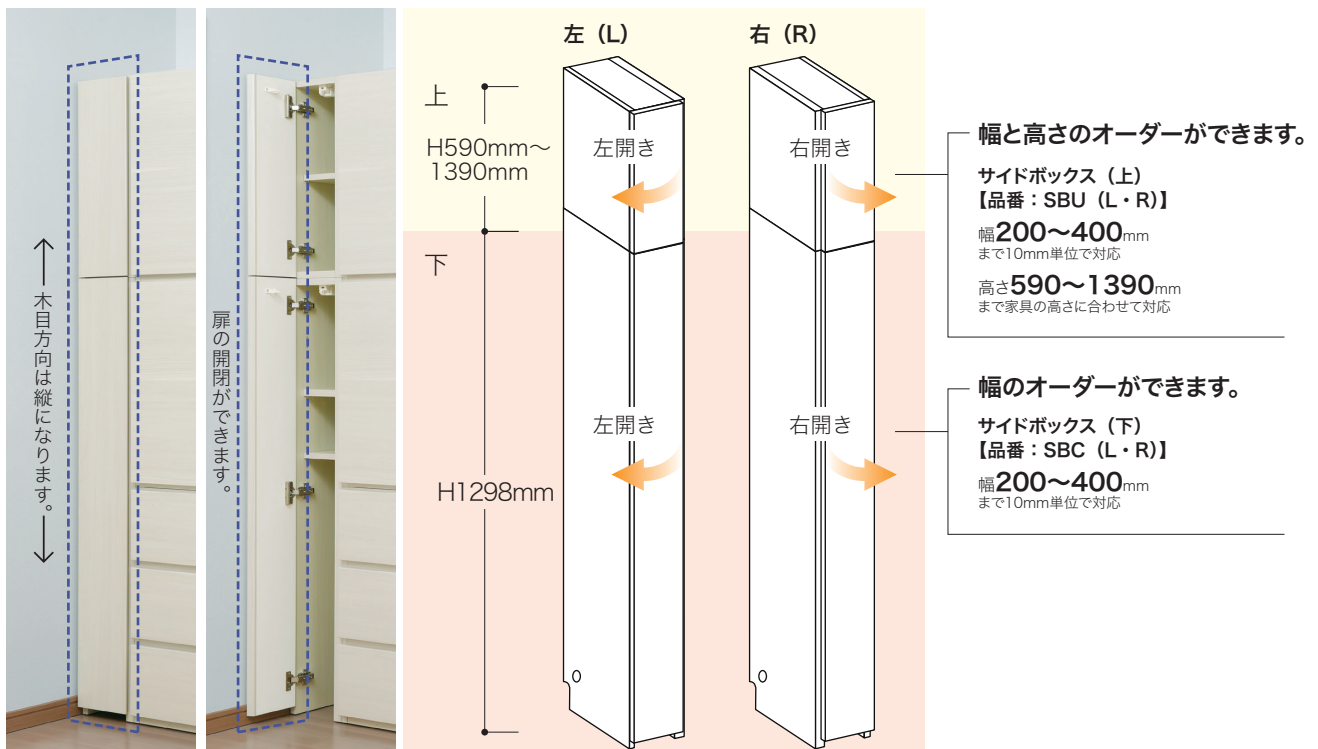 木目方向は縦になります。
扉の開閉ができます。
左（L）
右（R）
上
H590mm〜
1390mm
左開き
右開き
下
左開き
右開き
H1298mm
幅と高さのオーダーができます。
サイドボックス（上）
【品番：SBU（L・R）】
幅200〜400mm
まで10mm単位で対応
高さ590〜1390mm
まで家具の高さに合わせて対応
幅のオーダーができます。
サイドボックス（下）
【品番：SBC（L・R）】
幅200〜400mm
まで10mm単位で対応